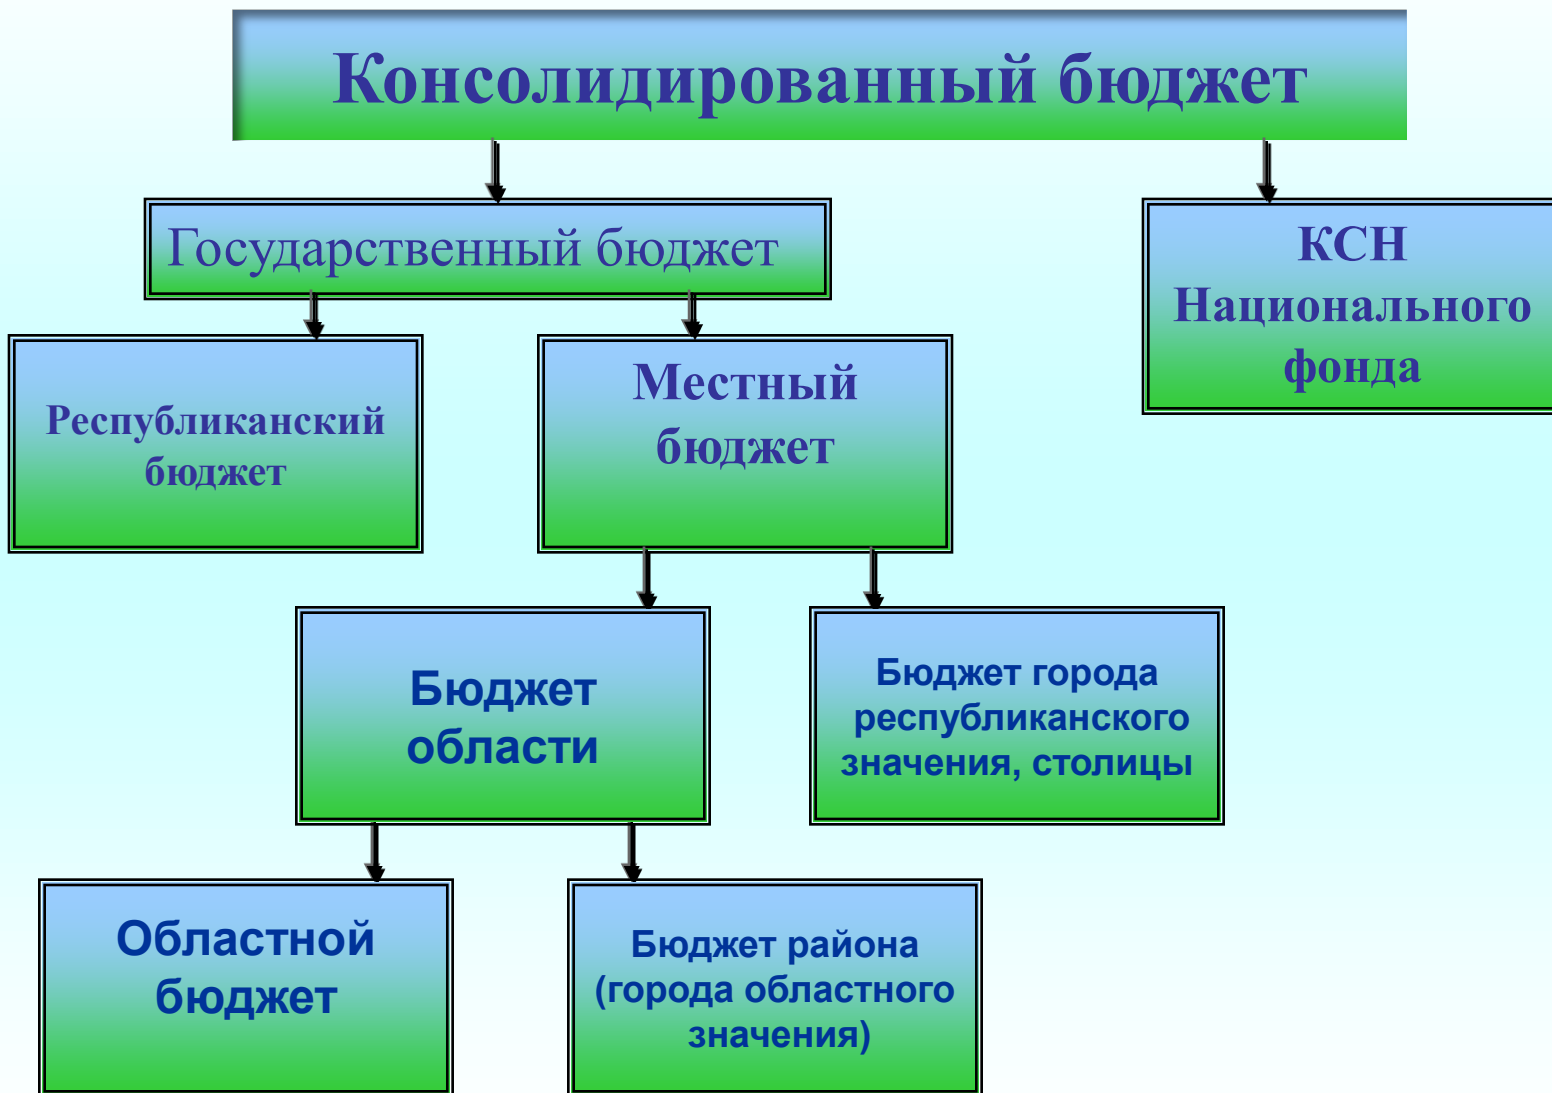 Консолидированный бюджет
Государственный бюджет
КСН
Национального
фонда
Республиканский
бюджет
Местный
бюджет
Бюджет
области
Бюджет города
республиканского
значения, столицы
Областной
бюджет
Бюджет района
(города областного
значения)